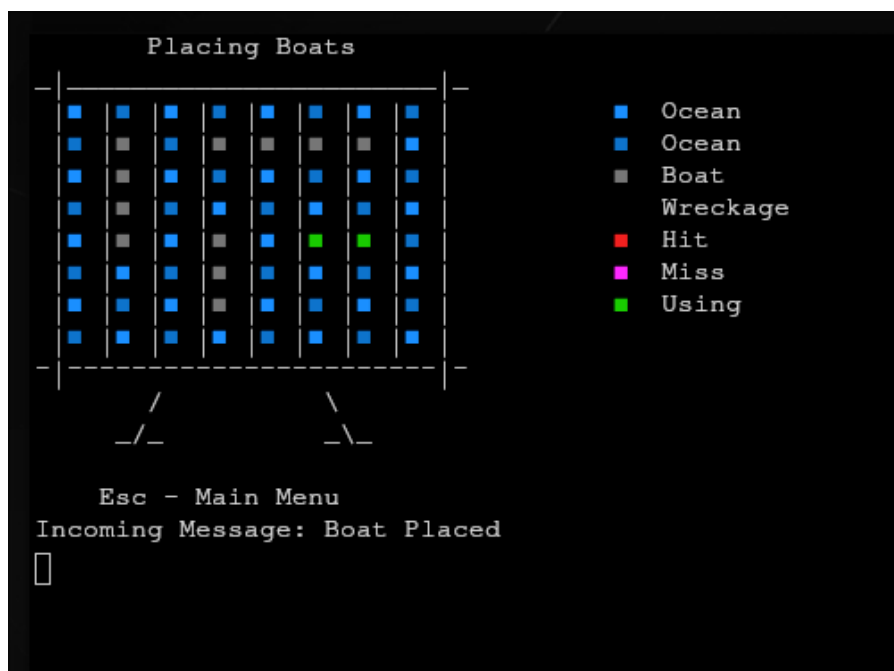 Placing Boats
Ocean
Ocean
Boat
Wreckage
Hit
Miss
Using
Esc - Main Menu
Incoming Message: Boat Placed